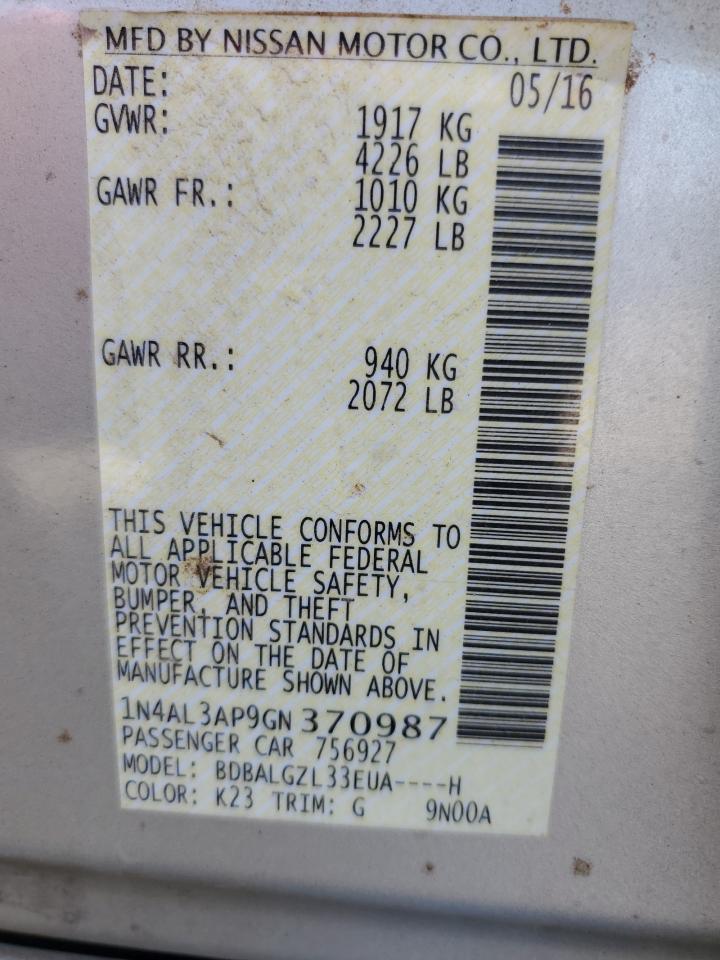 MFD BY NISSAN MOTOR CO., LTD.
DATE: 05/16
GVWR: 1917 KG
4226 LB
GAWR FR.: 1010 KG
2227 LB
GAWR RR.: 940 KG
2072 LB
THIS VEHICLE CONFORMS TO
ALL APPLICABLE FEDERAL
MOTOR VEHICLE SAFETY,
BUMPER, AND THEFT
PREVENTION STANDARDS IN
EFFECT ON THE DATE OF
MANUFACTURE SHOWN ABOVE.
1N4AL3AP9GN370987
PASSENGER CAR 756927
MODEL: BDBALGZL33EUA----H
COLOR: K23 TRIM: G 9N00A